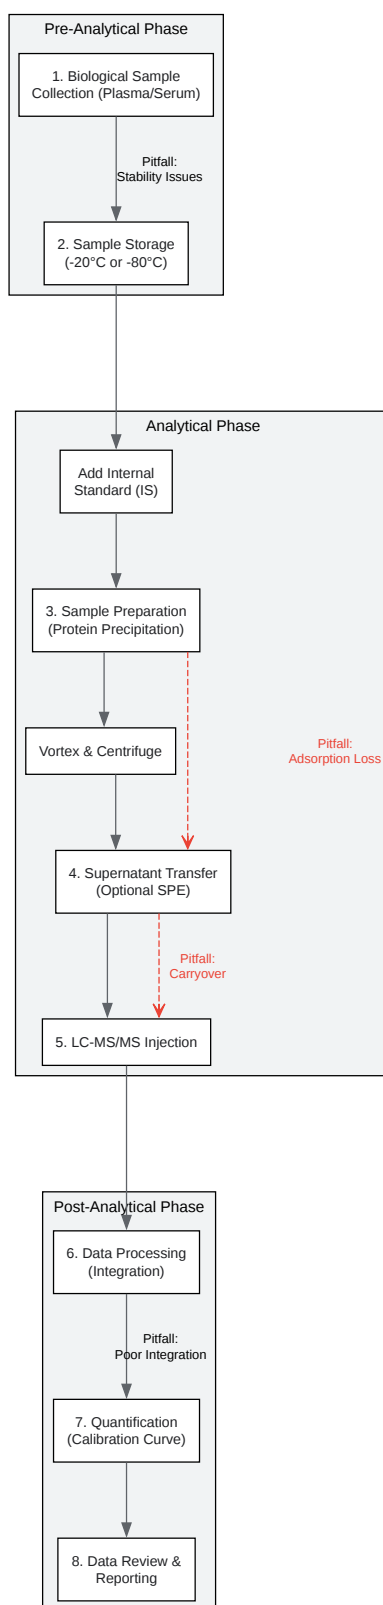 Pre-Analytical Phase
1. Biological Sample
Collection (Plasma/Serum)
Pitfall:
Stability Issues
2. Sample Storage
(-20°C or -80°C)
Analytical Phase
Add Internal
Standard (IS)
3. Sample Preparation
(Protein Precipitation)
Vortex & Centrifuge
Pitfall:
Adsorption Loss
4. Supernatant Transfer
(Optional SPE)
Pitfall:
Carryover
5. LC-MS/MS Injection
Post-Analytical Phase
6. Data Processing
(Integration)
Pitfall:
Poor Integration
7. Quantification
(Calibration Curve)
8. Data Review &
Reporting